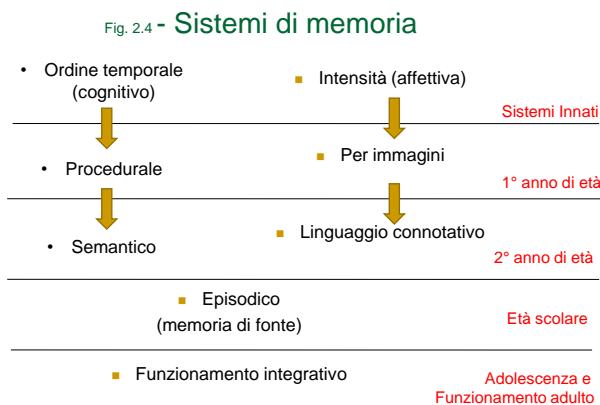 Fig. 2.4 - Sistemi di memoria
• Ordine temporale
(cognitivo)
▪ Intensità (affettiva)
Sistemi Innati
• Procedurale
▪ Per immagini
1° anno di età
• Semantico
▪ Linguaggio connotativo
2° anno di età
▪ Episodico
(memoria di fonte)
Età scolare
▪ Funzionamento integrativo
Adolescenza e
Funzionamento adulto